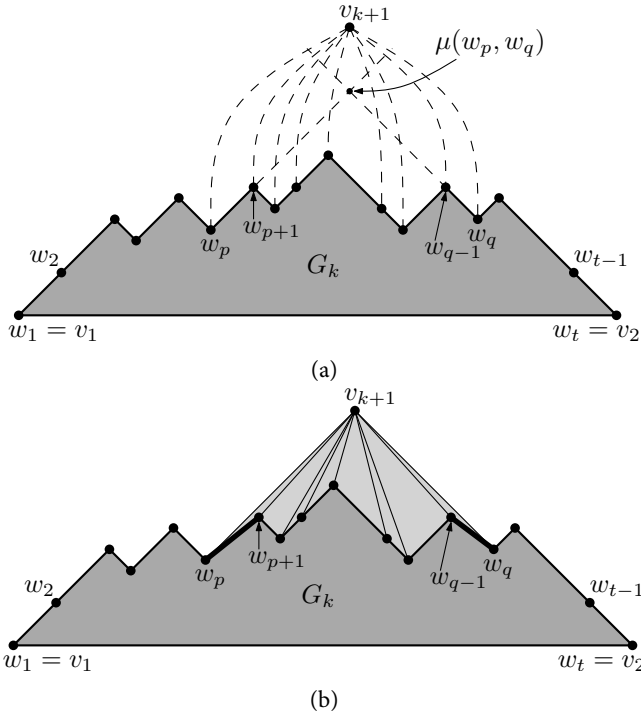 v_{k+1}
μ(w_p, w_q)
w_p
w_{p+1}
w_{q−1}
w_q
w_2
w_{t−1}
G_k
w_1 = v_1
w_t = v_2
(a)
v_{k+1}
w_p
w_{p+1}
w_{q−1}
w_q
w_2
w_{t−1}
G_k
w_1 = v_1
w_t = v_2
(b)